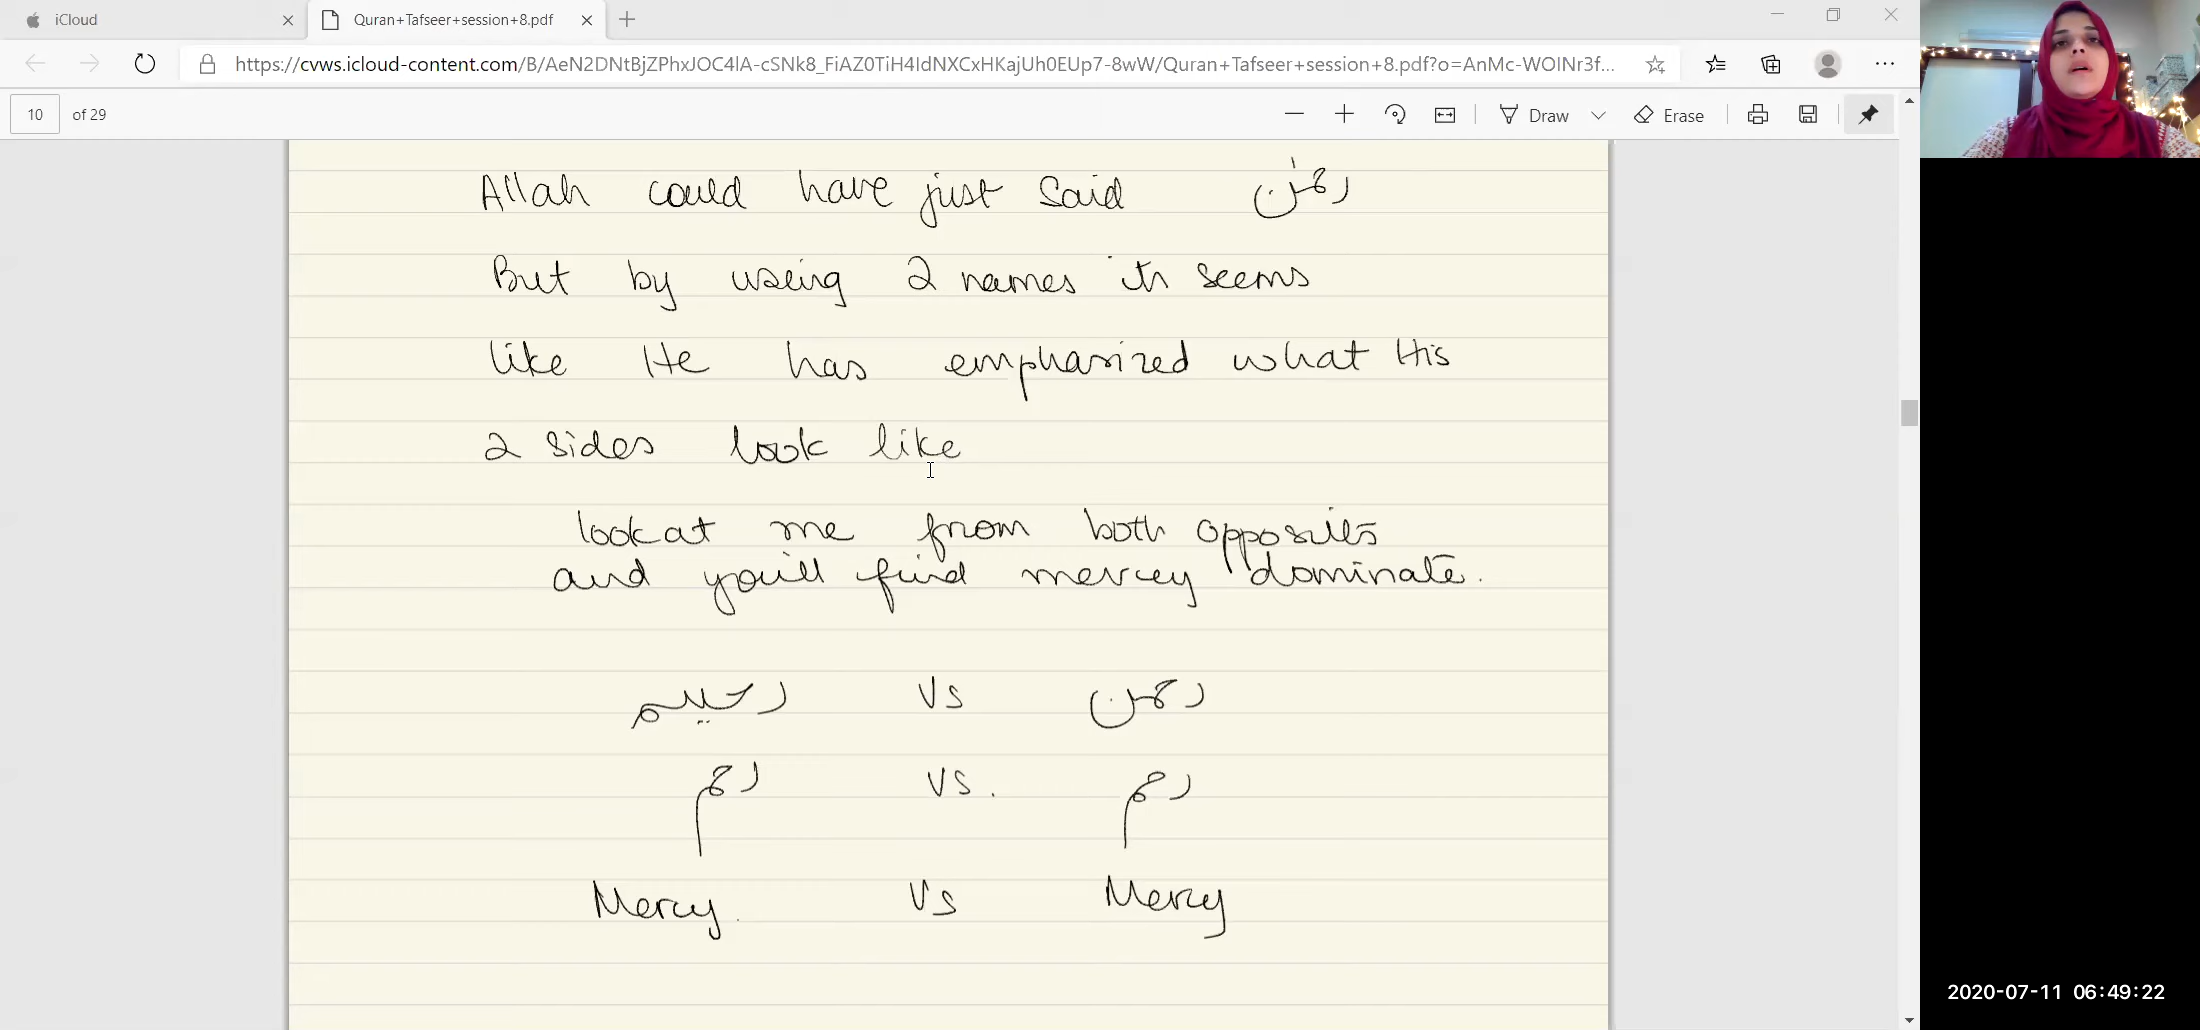 iCloud
Quran+Tafseer+session+8.pdf
https://cvws.icloud-content.com/B/AeN2DNtBjZPhxJOC4lA-cSNk8_FiAZ0TiH4IdNXCxHKajUh0EUp7-8wW/Quran+Tafseer+session+8.pdf?o=AnMc-WOINr3f...
10 of 29
Draw
Erase
Allah could have just said رحمٰن
But by using 2 names it seems
like He has emphasized what His
2 sides look like
look at me from both opposites
and you'll find mercy dominate.
رحيم vs رحمن
رحم vs. رحم
Mercy. Vs Mercy
2020-07-11 06:49:22